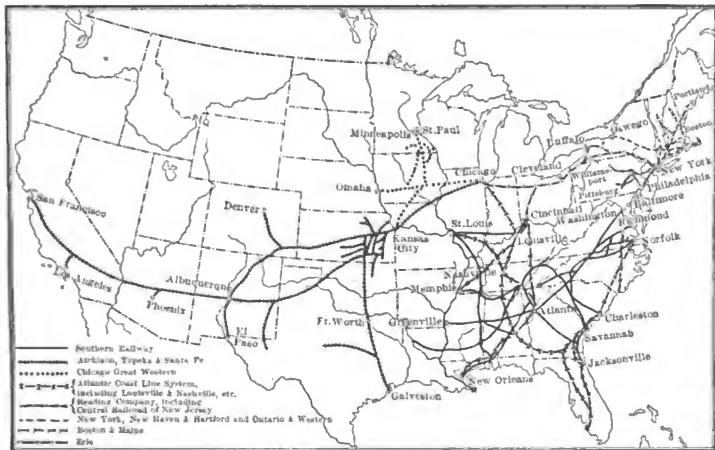 Portland
Minneapolis
St. Paul
Oswego
Boston
Buffalo
Chicago
Cleveland
Williams-
port
New York
Omaha
Pittsburg
Philadelphia
San Francisco
Denver
Cincinnati
Baltimore
Washington
Richmond
St. Louis
Kansas
City
Louisville
Norfolk
Nashville
Los Angeles
Albuquerque
Memphis
Phoenix
Atlanta
El
Paso
Ft. Worth
Greenville
Charleston
Savannah
Jacksonville
New Orleans
Galveston
Southern Railway
Atchison, Topeka & Santa Fe
Chicago Great Western
Atlantic Coast Line System,
including Louisville & Nashville, etc.
Reading Company, including
Central Railroad of New Jersey
New York, New Haven & Hartford and Ontario & Western
Boston & Maine
Erie